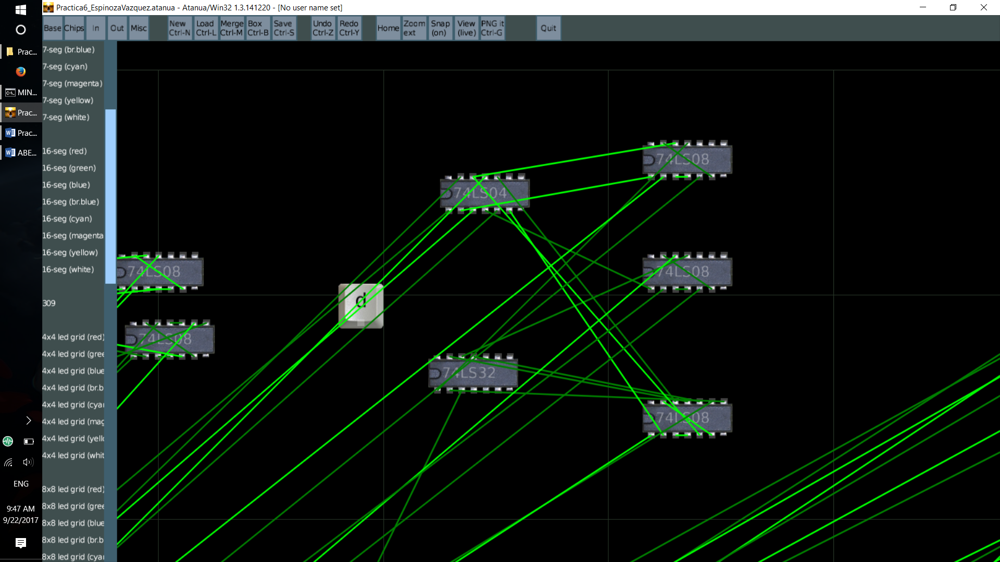 Practica6_EspinozaVazquez.atanua - Atanua/Win32 1.3.141220 - [No user name set]
Base Chips In Out Misc New Ctrl-N Load Ctrl-L Merge Ctrl-M Box Ctrl-B Save Ctrl-S Undo Ctrl-Z Redo Ctrl-Y Home Zoom ext Snap (on) View (live) PNG it Ctrl-G Quit
Prac...
MIN...
Prac...
Prac...
ABE...
ENG
9:47 AM
9/22/2017
7-seg (br.blue)
7-seg (cyan)
7-seg (magenta)
7-seg (yellow)
7-seg (white)
16-seg (red)
16-seg (green)
16-seg (blue)
16-seg (br.blue)
16-seg (cyan)
16-seg (magenta
16-seg (yellow)
16-seg (white)
309
4x4 led grid (red)
4x4 led grid (gree
4x4 led grid (blue
4x4 led grid (br.b
4x4 led grid (cyan
4x4 led grid (mag
4x4 led grid (yello
4x4 led grid (whit
8x8 led grid (red)
8x8 led grid (gree
8x8 led grid (blue
8x8 led grid (br.b
8x8 led grid (cyan
74LS08
74LS04
74LS08
74LS08
d
74LS08
74LS32
74LS08